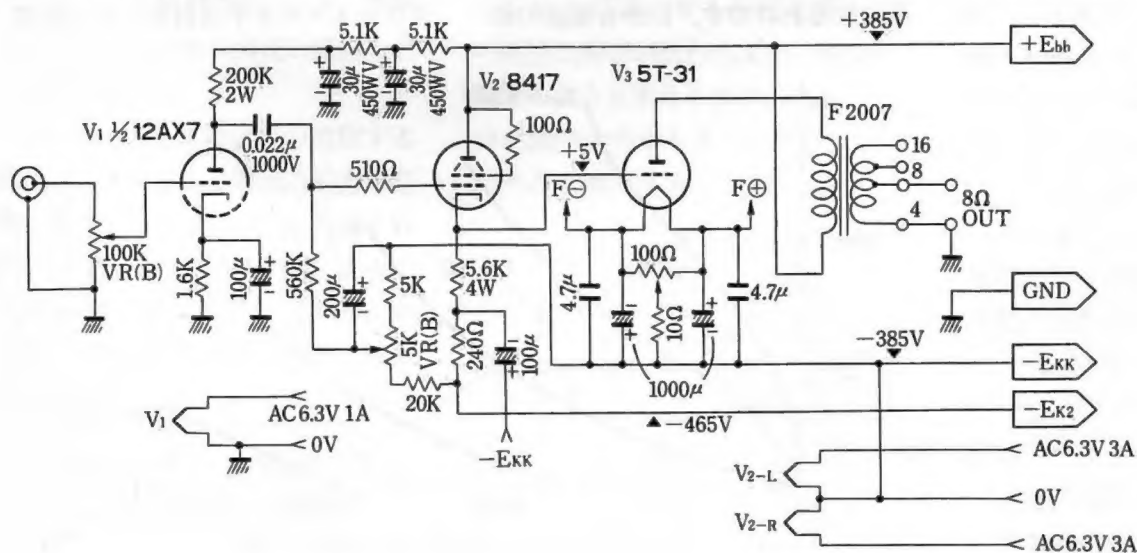 +385V
+Ebb
5.1K
5.1K
30μ
450WV
30μ
450WV
200K
2W
V2 8417
V3 5T-31
F 2007
V1 ½ 12AX7
0.022μ
1000V
100Ω
+5V
16
8
4
8Ω
OUT
510Ω
F⊖
F⊕
100K
VR(B)
1.6K
100μ
560K
200μ
5K
5K
VR(B)
20K
5.6K
4W
240Ω
100μ
4.7μ
100Ω
10Ω
4.7μ
1000μ
GND
-385V
-EKK
-EK2
-465V
-EKK
V1
AC6.3V 1A
0V
V2-L
AC6.3V 3A
0V
V2-R
AC6.3V 3A